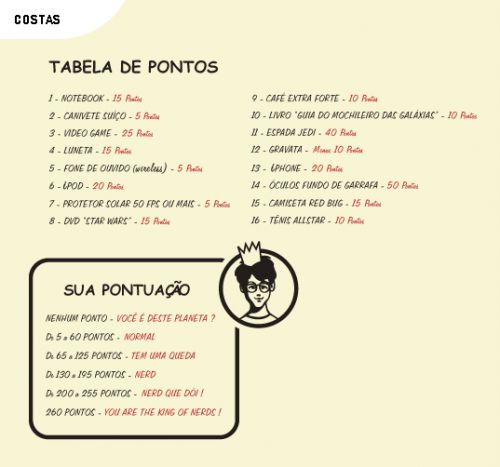 COSTAS
TABELA DE PONTOS
1 - NOTEBOOK - 15 Pontos
2 - CANIVETE SUÍÇO - 5 Pontos
3 - VIDEO GAME - 25 Pontos
4 - LUNETA - 15 Pontos
5 - FONE DE OUVIDO (wireless) - 5 Pontos
6 - iPOD - 20 Pontos
7 - PROTETOR SOLAR 50 FPS OU MAIS - 5 Pontos
8 - DVD "STAR WARS" - 15 Pontos
9 - CAFÉ EXTRA FORTE - 10 Pontos
10 - LIVRO "GUIA DO MOCHILEIRO DAS GALÁXIAS" - 10 Pontos
11 - ESPADA JEDI - 40 Pontos
12 - GRAVATA - Menos 10 Pontos
13 - iPHONE - 20 Pontos
14 - ÓCULOS FUNDO DE GARRAFA - 50 Pontos
15 - CAMISETA RED BUG - 15 Pontos
16 - TÊNIS ALLSTAR - 10 Pontos
SUA PONTUAÇÃO
NENHUM PONTO - VOCÊ É DESTE PLANETA ?
De 5 a 60 PONTOS - NORMAL
De 65 a 125 PONTOS - TEM UMA QUEDA
De 130 a 195 PONTOS - NERD
De 200 a 255 PONTOS - NERD QUE DÓI !
260 PONTOS - YOU ARE THE KING OF NERDS !